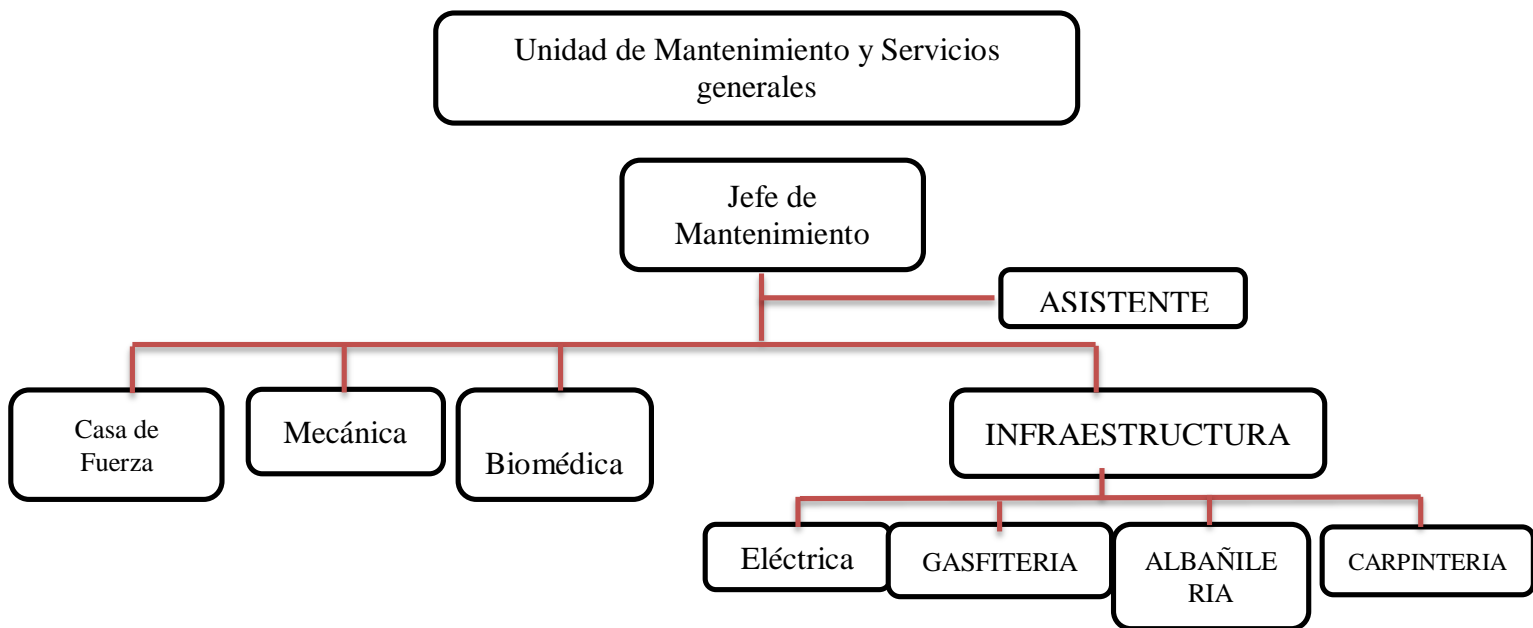 Unidad de Mantenimiento y Servicios
generales
Jefe de
Mantenimiento
ASISTENTE
Casa de
Fuerza
Mecánica
Biomédica
INFRAESTRUCTURA
Eléctrica
GASFITERIA
ALBAÑILE
RIA
CARPINTERIA